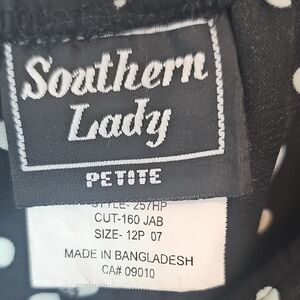 Southern
Lady
PETITE
STYLE- 257HP
CUT-160 JAB
SIZE- 12P 07
MADE IN BANGLADESH
CA# 09010